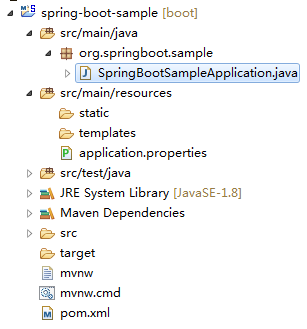 spring-boot-sample [boot]
src/main/java
org.springboot.sample
SpringBootSampleApplication.java
src/main/resources
static
templates
application.properties
src/test/java
JRE System Library [JavaSE-1.8]
Maven Dependencies
src
target
mvnw
mvnw.cmd
pom.xml